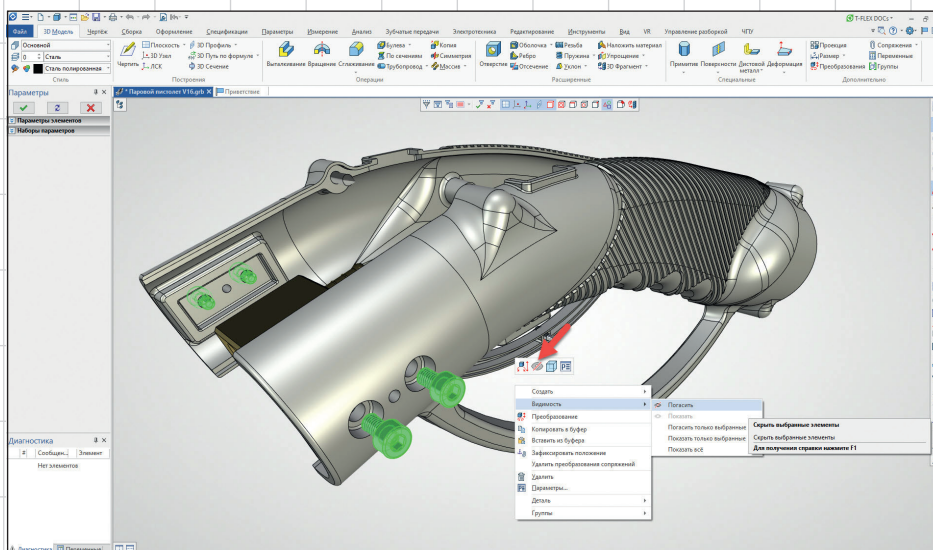 T-FLEX DOCs
Файл 3D Модель Чертёж Сборка Оформление Спецификации Параметры Измерение Анализ Зубчатые передачи Электротехника Редактирование Инструменты Вид VR Управление разборкой ЧПУ
Основной
0 Сталь
Сталь полированная
Стиль
Чертить
Плоскость
3D Профиль
3D Узел
3D Путь по формуле
ЛСК
3D Сечение
Построения
Выталкивание Вращение Сглаживание
Булева
Копия
По сечениям
Симметрия
Трубопровод
Массив
Операции
Отверстие
Оболочка
Резьба
Наложить материал
Ребро
Пружина
Упрощение
Отсечение
Уклон
3D Фрагмент
Расширенные
Примитив Поверхности Листовой металл Деформация
Специальные
Проекция
Сопряжение
Размер
Переменные
Преобразования
Группы
Дополнительно
Параметры
Параметры элементов
Наборы параметров
* Паровой пистолет V16.grb
Приветствие
Создать
Видимость
Преобразование
Копировать в буфер
Вставить из буфера
Зафиксировать положение
Удалить преобразования сопряжений
Удалить
Параметры...
Деталь
Группы
Погасить
Показать
Погасить только выбранные
Показать только выбранные
Показать всё
Скрыть выбранные элементы
Скрыть выбранные элементы
Для получения справки нажмите F1
Диагностика
# Сообщен... Элемент
Нет элементов
Диагностика